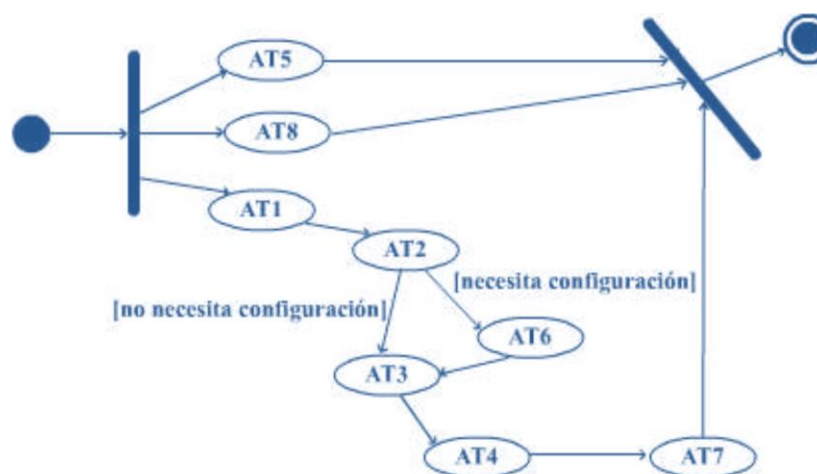 AT5
AT8
AT1
AT2
[necesita configuración]
[no necesita configuración]
AT6
AT3
AT4
AT7